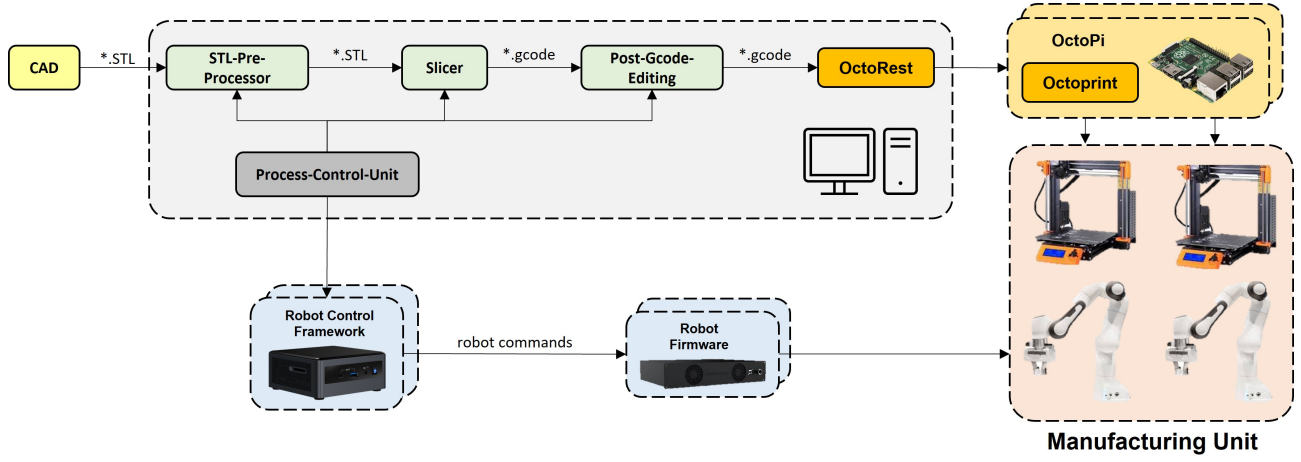 CAD
*.STL
STL-Pre-
Processor
*.STL
Slicer
*.gcode
Post-Gcode-
Editing
*.gcode
OctoRest
OctoPi
Octoprint
Process-Control-Unit
Robot Control
Framework
robot commands
Robot
Firmware
Manufacturing Unit